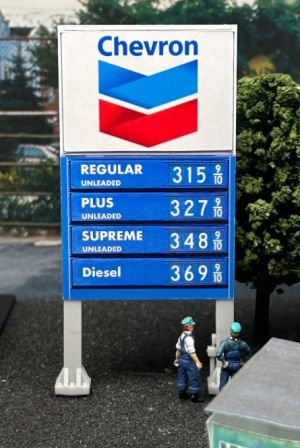 Chevron
REGULAR 315 9/10
UNLEADED
PLUS 327 9/10
UNLEADED
SUPREME 348 9/10
UNLEADED
Diesel 369 9/10